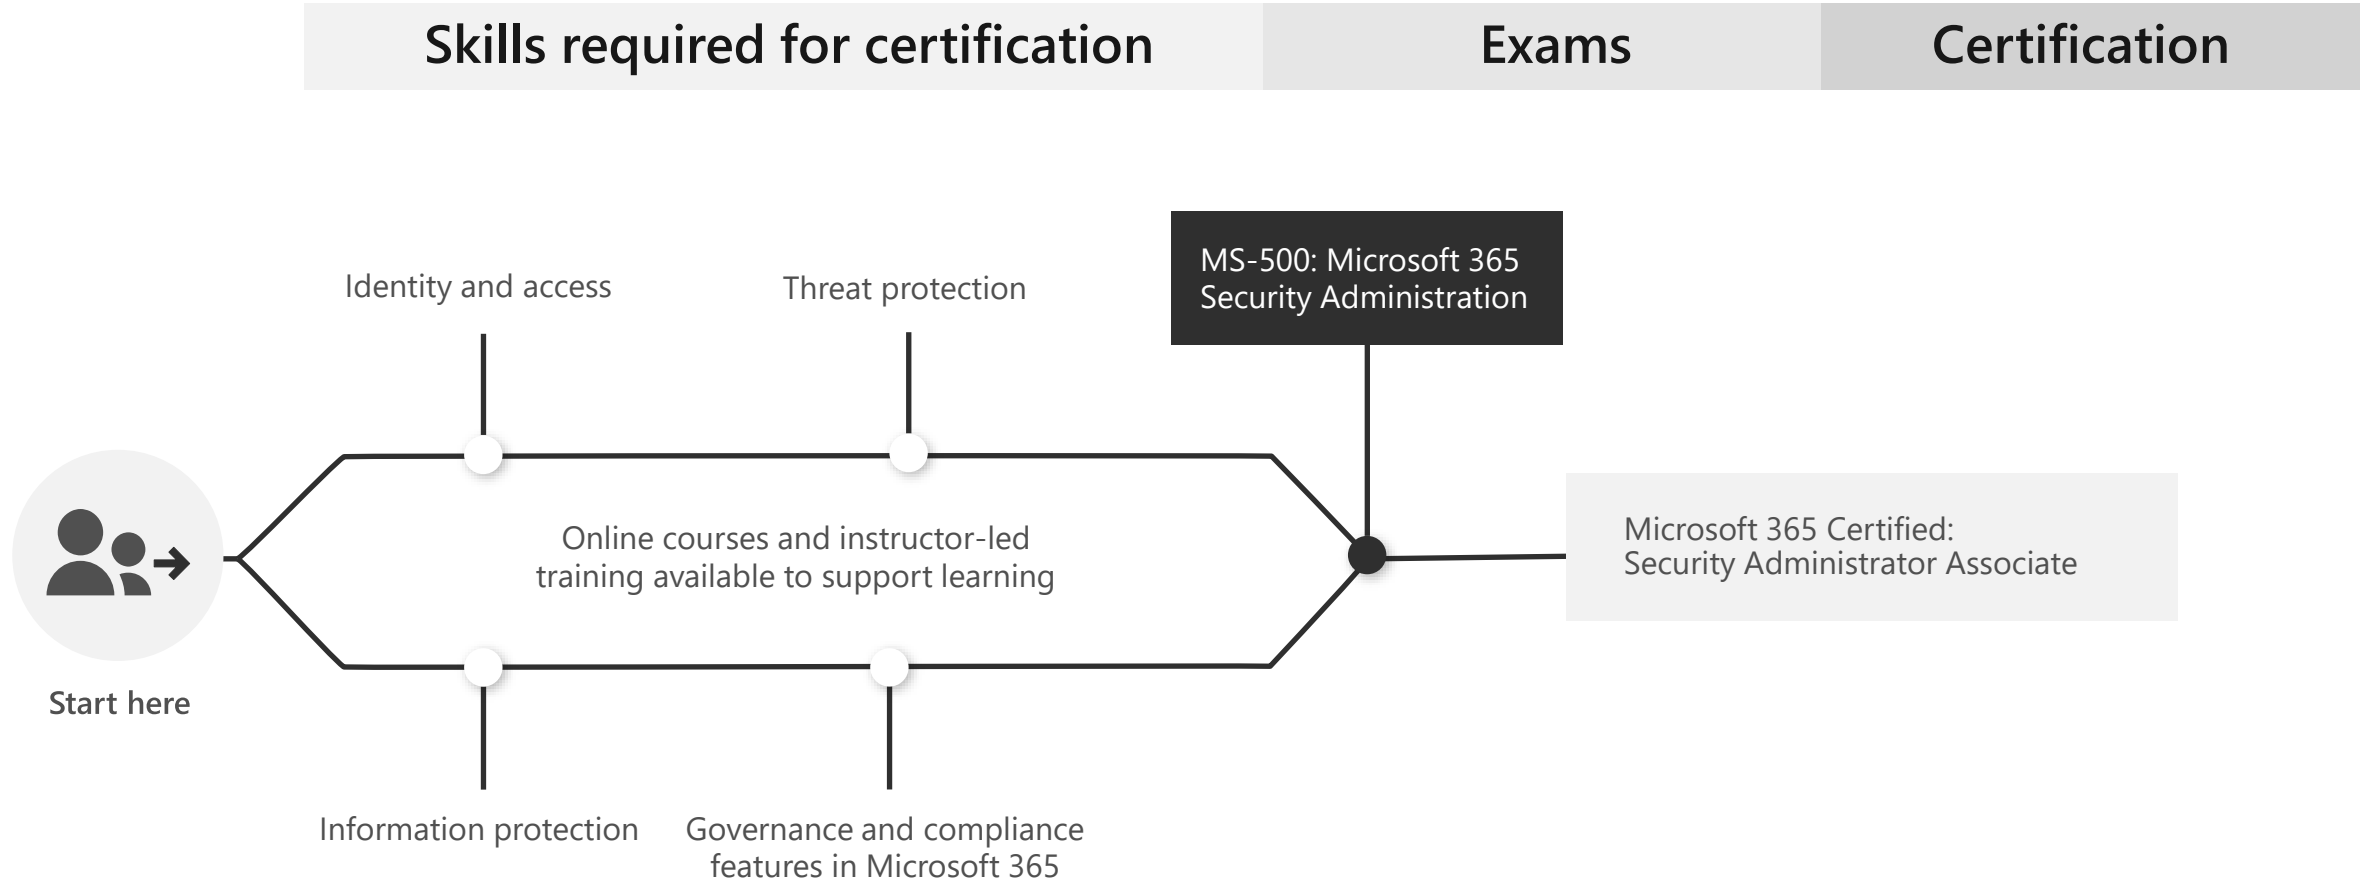 Skills required for certification
Exams
Certification
MS-500: Microsoft 365
Security Administration
Identity and access
Threat protection
Online courses and instructor-led
training available to support learning
Microsoft 365 Certified:
Security Administrator Associate
Start here
Information protection
Governance and compliance
features in Microsoft 365